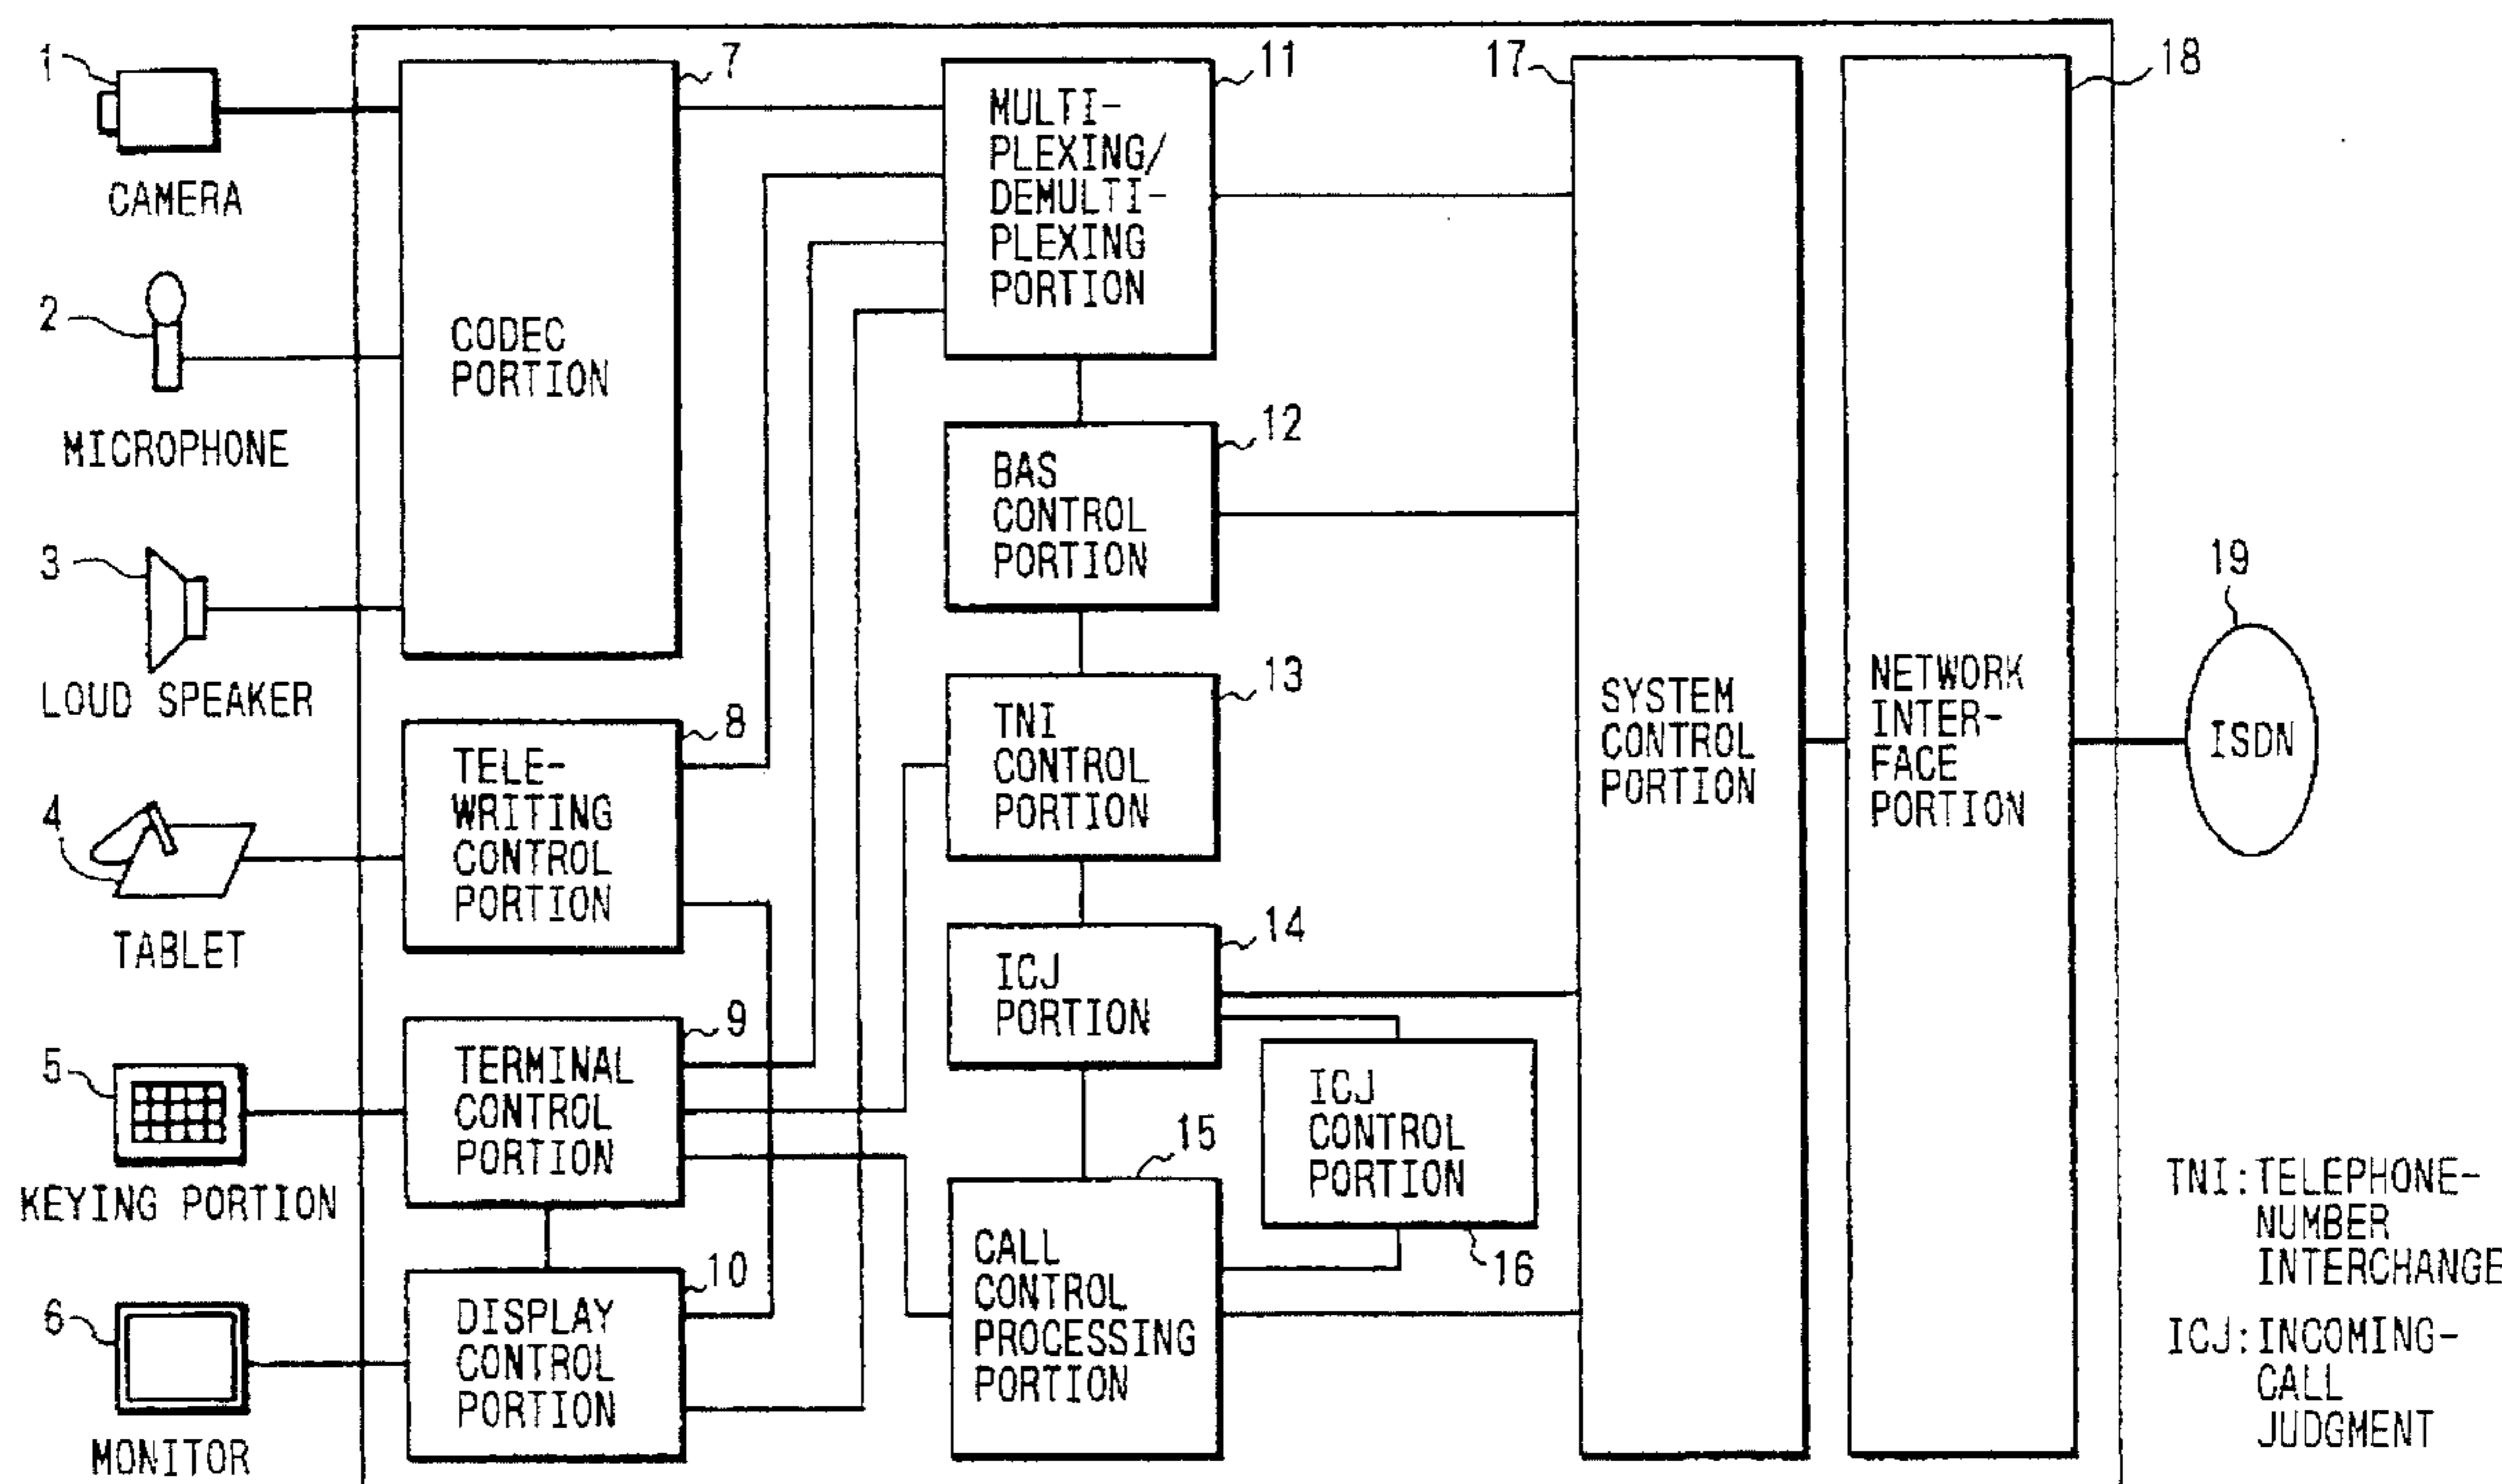 1
CAMERA
2
MICROPHONE
3
LOUD SPEAKER
4
TABLET
5
KEYING PORTION
6
MONITOR
7
CODEC
PORTION
8
TELE-
WRITING
CONTROL
PORTION
9
TERMINAL
CONTROL
PORTION
10
DISPLAY
CONTROL
PORTION
11
MULTI-
PLEXING/
DEMULTI-
PLEXING
PORTION
12
BAS
CONTROL
PORTION
13
TNI
CONTROL
PORTION
14
ICJ
PORTION
15
CALL
CONTROL
PROCESSING
PORTION
ICJ
CONTROL
PORTION
16
17
SYSTEM
CONTROL
PORTION
18
NETWORK
INTER-
FACE
PORTION
19
ISDN
TNI:TELEPHONE-
NUMBER
INTERCHANGE
ICJ:INCOMING-
CALL
JUDGMENT